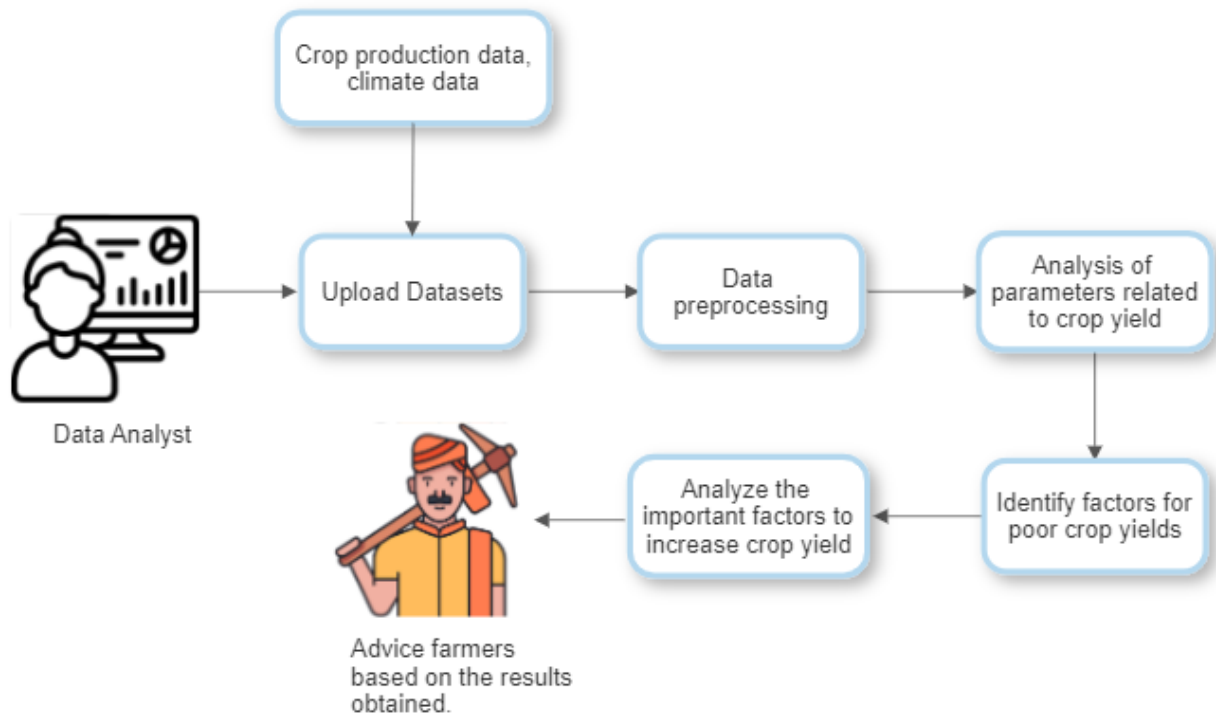 Crop production data,
climate data
Upload Datasets
Data
preprocessing
Analysis of
parameters related
to crop yield
Data Analyst
Identify factors for
poor crop yields
Analyze the
important factors to
increase crop yield
Advice farmers
based on the results
obtained.